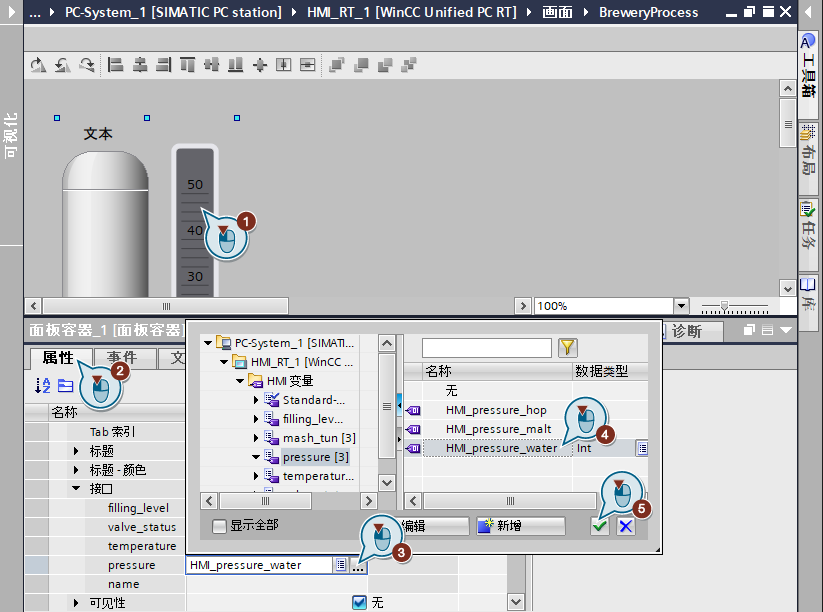 ... ▸ PC-System_1 [SIMATIC PC station] ▸ HMI_RT_1 [WinCC Unified PC RT] ▸ 画面 ▸ BreweryProcess
可视化
工具箱
布局
任务
库
文本
50
40
30
1
100%
面板容器_1 [面板容器
诊断
属性
事件
文
2
名称
Tab 索引
标题
标题 - 颜色
接口
filling_level
valve_status
temperature
pressure
HMI_pressure_water
...
name
可见性
无
PC-System_1 [SIMATI...
HMI_RT_1 [WinCC ...
HMI 变量
Standard-...
filling_lev...
mash_tun [3]
pressure [3]
temperatur...
显示全部
名称
数据类型
无
HMI_pressure_hop
HMI_pressure_malt
HMI_pressure_water
Int
4
编辑
新增
5
3